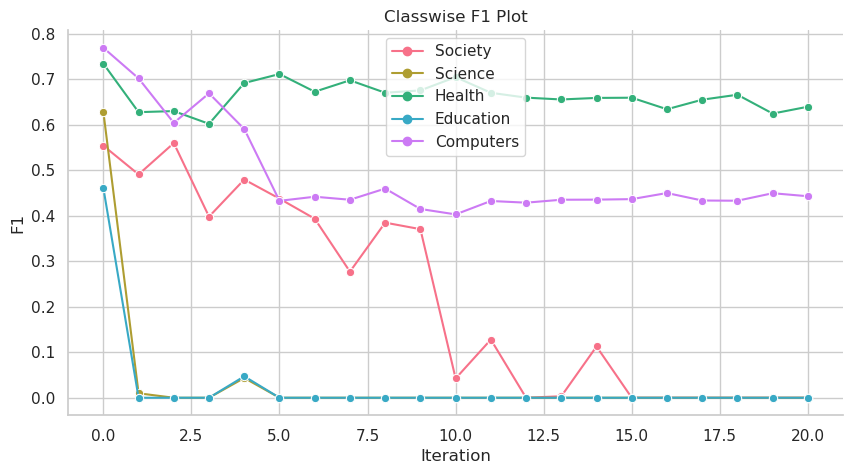 Classwise F1 Plot
0.8
0.7
0.6
0.5
0.4
0.3
0.2
0.1
0.0
F1
Society
Science
Health
Education
Computers
0.0 2.5 5.0 7.5 10.0 12.5 15.0 17.5 20.0
Iteration